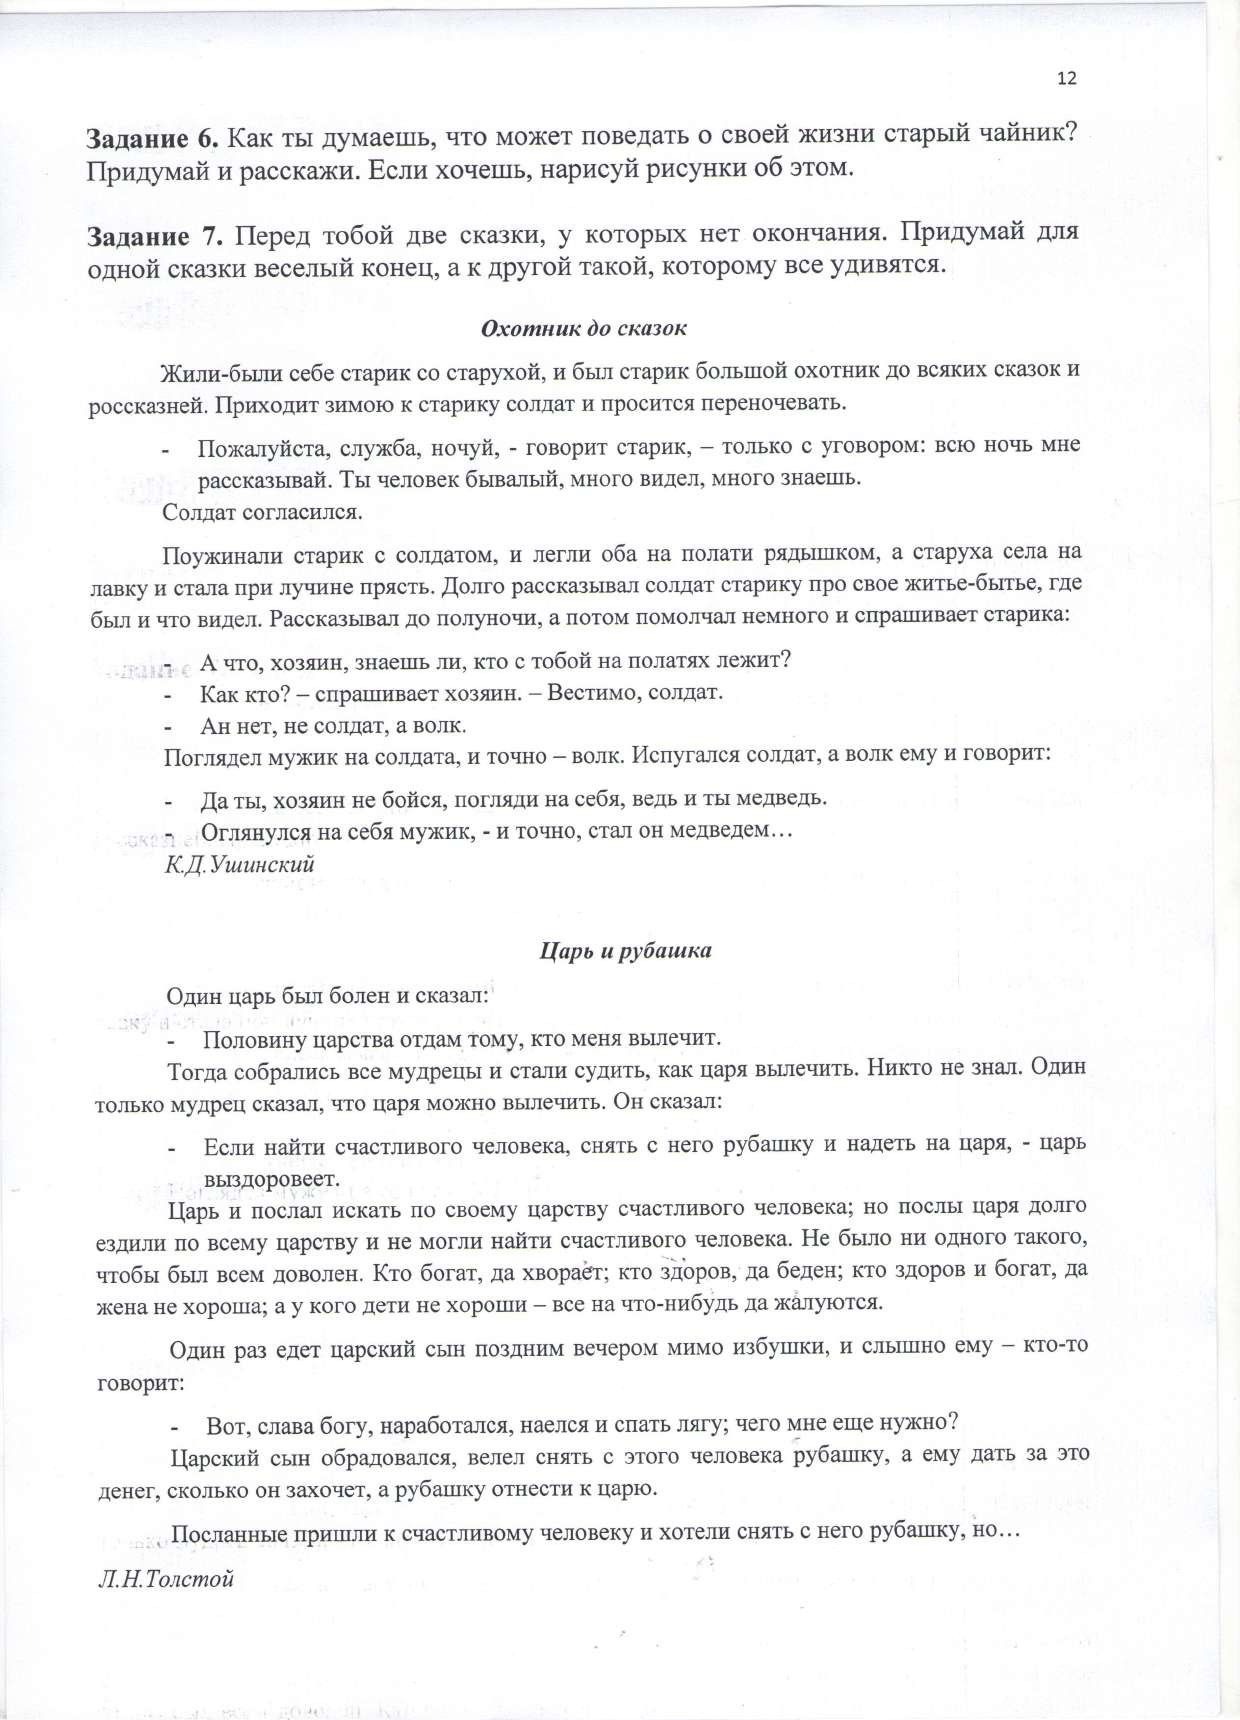 12
Задание 6. Как ты думаешь, что может поведать о своей жизни старый чайник?
Придумай и расскажи. Если хочешь, нарисуй рисунки об этом.
Задание 7. Перед тобой две сказки, у которых нет окончания. Придумай для
одной сказки веселый конец, а к другой такой, которому все удивятся.
Охотник до сказок
Жили-были себе старик со старухой, и был старик большой охотник до всяких сказок и
россказней. Приходит зимою к старику солдат и просится переночевать.
- Пожалуйста, служба, ночуй, - говорит старик, – только с уговором: всю ночь мне
рассказывай. Ты человек бывалый, много видел, много знаешь.
Солдат согласился.
Поужинали старик с солдатом, и легли оба на полати рядышком, а старуха села на
лавку и стала при лучине прясть. Долго рассказывал солдат старику про свое житье-бытье, где
был и что видел. Рассказывал до полуночи, а потом помолчал немного и спрашивает старика:
- А что, хозяин, знаешь ли, кто с тобой на полатях лежит?
- Как кто? – спрашивает хозяин. – Вестимо, солдат.
- Ан нет, не солдат, а волк.
Поглядел мужик на солдата, и точно – волк. Испугался солдат, а волк ему и говорит:
- Да ты, хозяин не бойся, погляди на себя, ведь и ты медведь.
- Оглянулся на себя мужик, - и точно, стал он медведем…
К.Д.Ушинский
Царь и рубашка
Один царь был болен и сказал:
- Половину царства отдам тому, кто меня вылечит.
Тогда собрались все мудрецы и стали судить, как царя вылечить. Никто не знал. Один
только мудрец сказал, что царя можно вылечить. Он сказал:
- Если найти счастливого человека, снять с него рубашку и надеть на царя, - царь
выздоровеет.
Царь и послал искать по своему царству счастливого человека; но послы царя долго
ездили по всему царству и не могли найти счастливого человека. Не было ни одного такого,
чтобы был всем доволен. Кто богат, да хворает; кто здоров, да беден; кто здоров и богат, да
жена не хороша; а у кого дети не хороши – все на что-нибудь да жалуются.
Один раз едет царский сын поздним вечером мимо избушки, и слышно ему – кто-то
говорит:
- Вот, слава богу, наработался, наелся и спать лягу; чего мне еще нужно?
Царский сын обрадовался, велел снять с этого человека рубашку, а ему дать за это
денег, сколько он захочет, а рубашку отнести к царю.
Посланные пришли к счастливому человеку и хотели снять с него рубашку, но…
Л.Н.Толстой